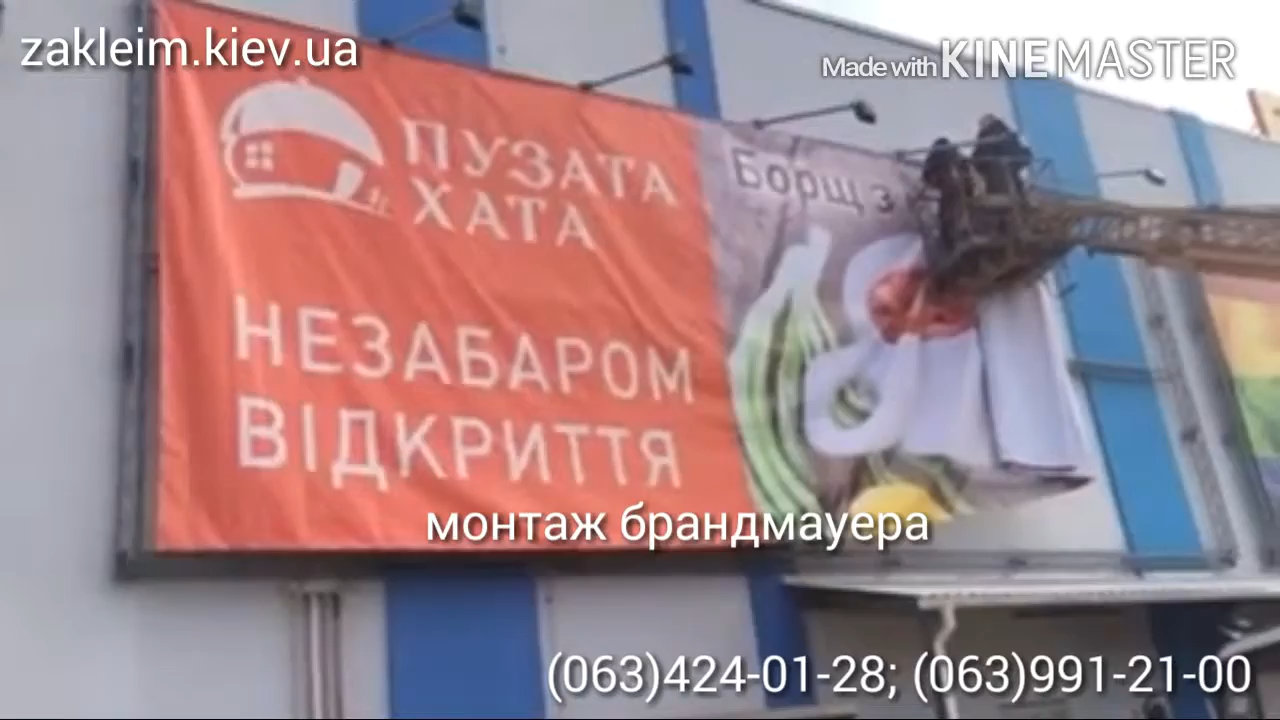 zakleim.kiev.ua
Made with KINEMASTER
ПУЗАТА
ХАТА
Борщ з
НЕЗАБАРОМ
ВІДКРИТТЯ
монтаж брандмауера
(063)424-01-28; (063)991-21-00